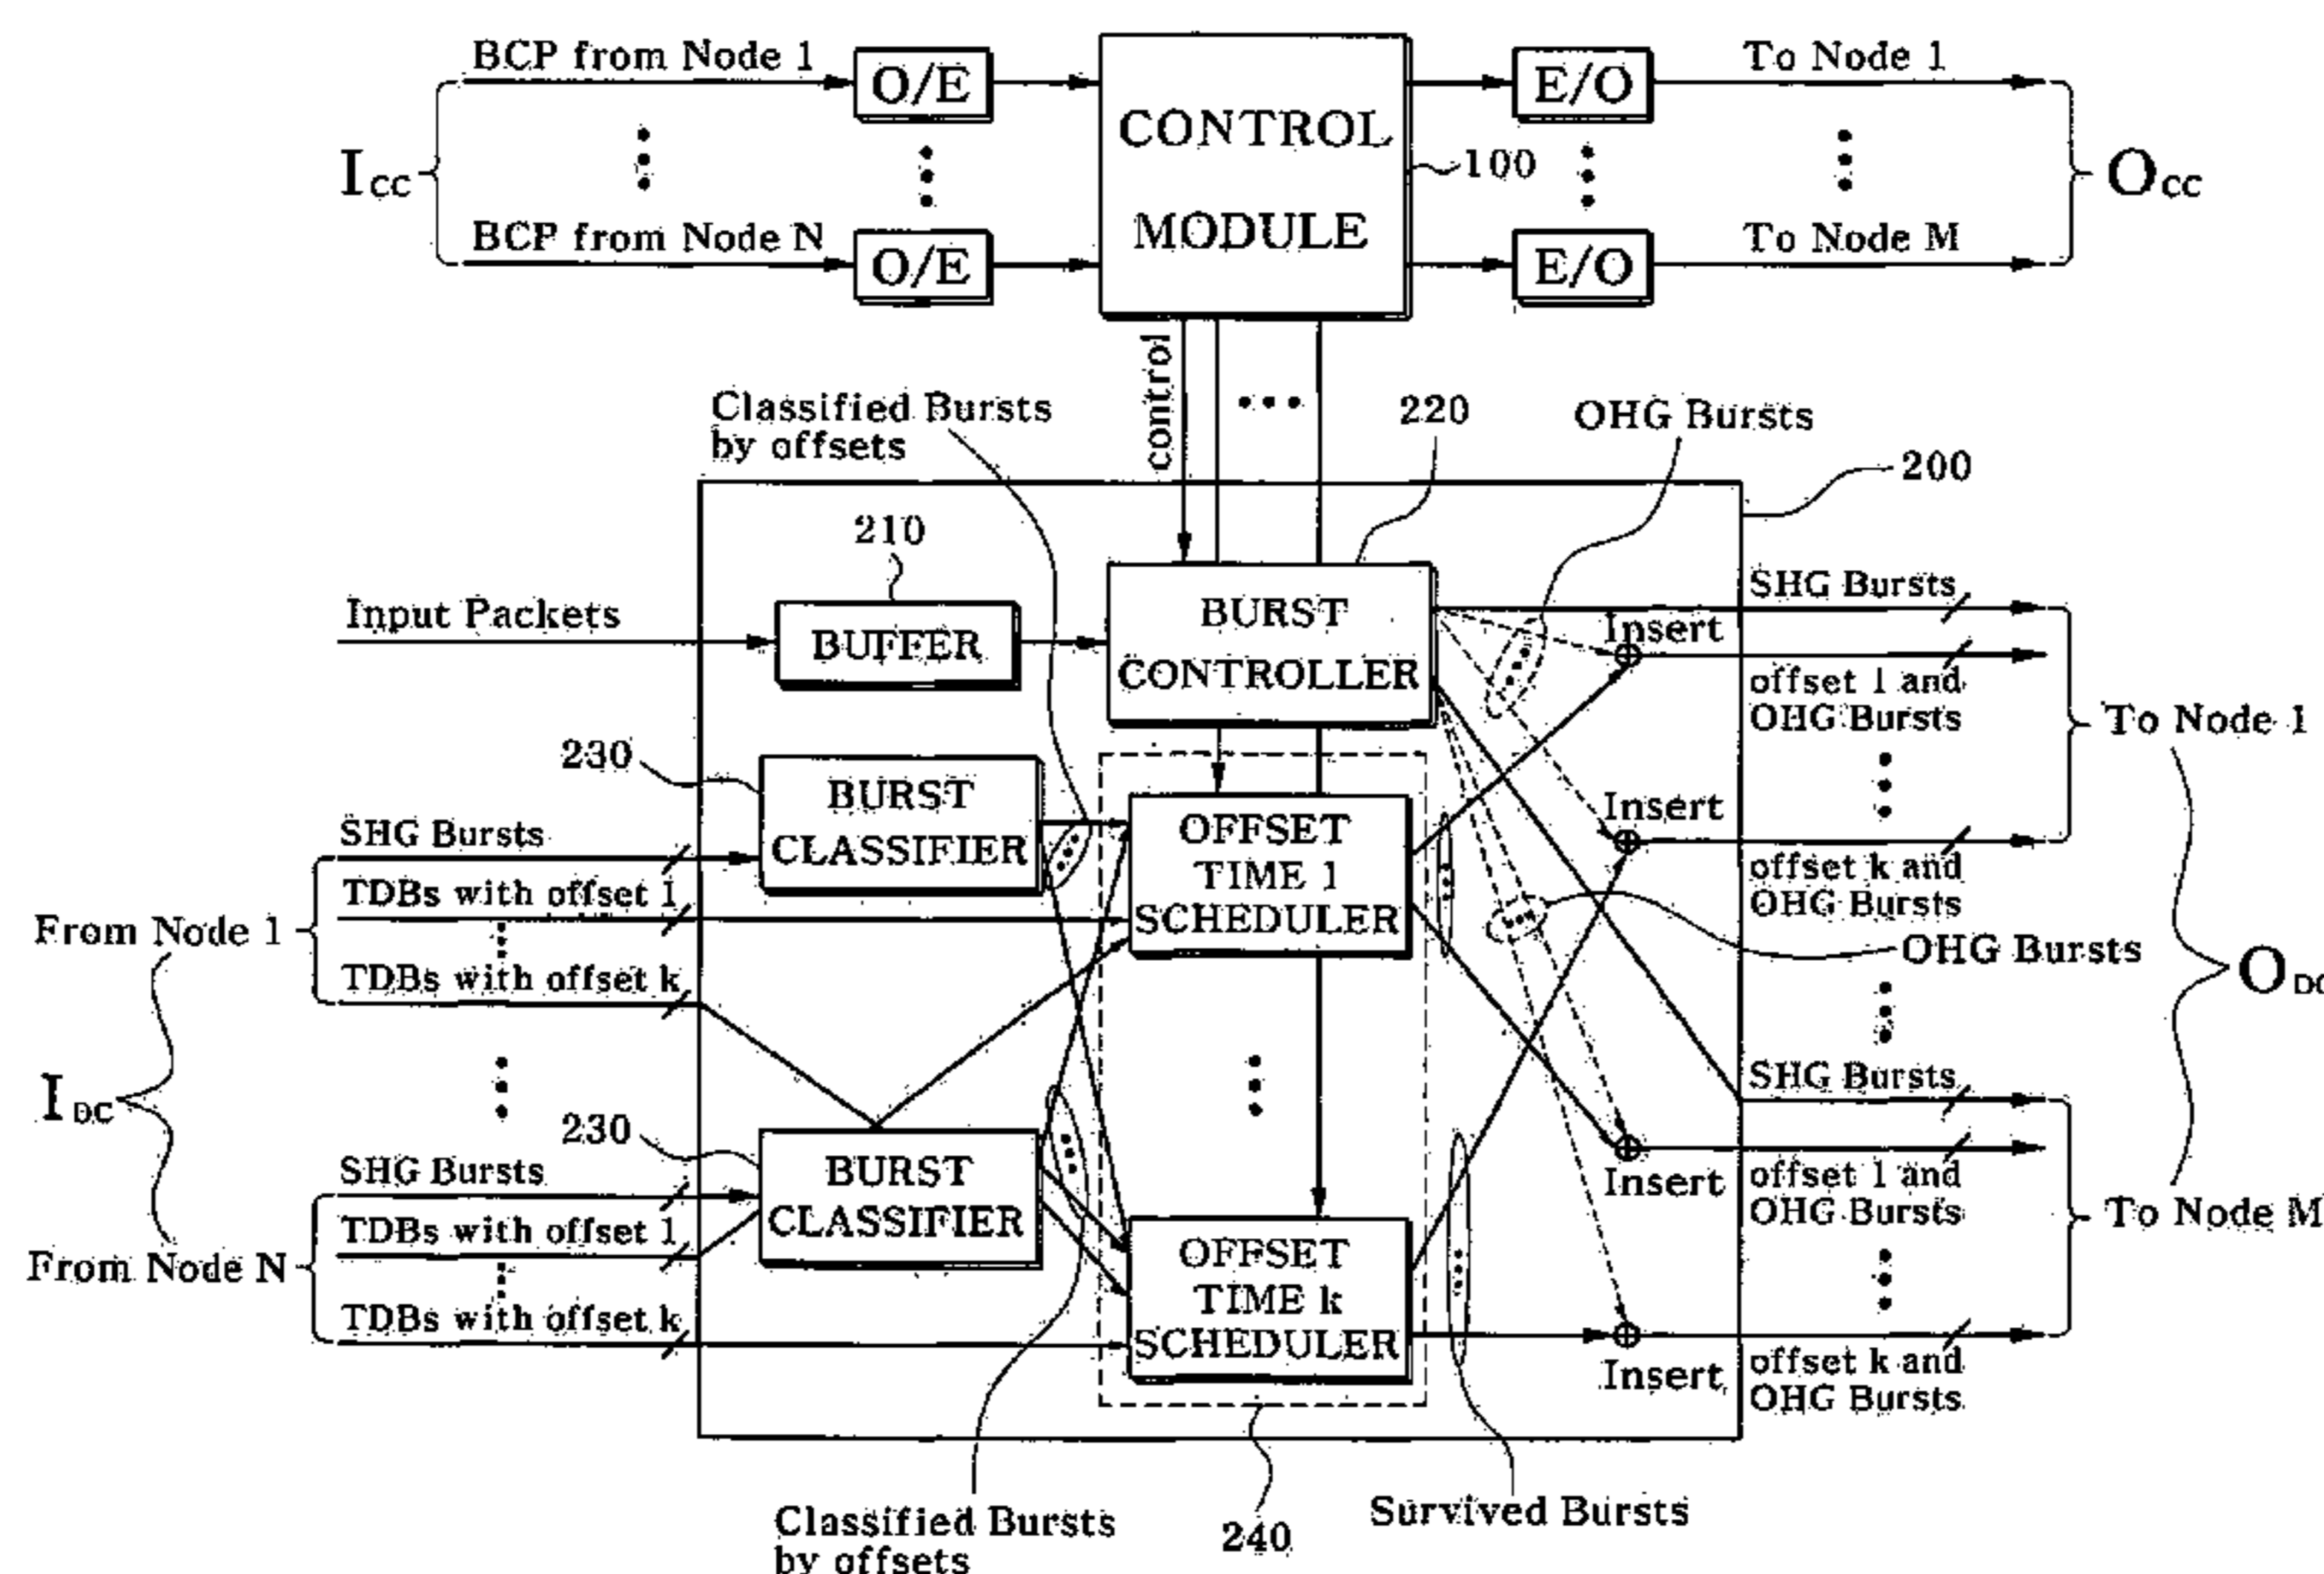 BCP from Node 1
O/E
E/O
To Node 1
CONTROL
MODULE
I CC
100
O CC
BCP from Node N
O/E
E/O
To Node M
control
Classified Bursts
by offsets
220
OHG Bursts
200
210
Input Packets
BUFFER
BURST
CONTROLLER
SHG Bursts
Insert
offset 1 and
OHG Bursts
To Node 1
230
BURST
CLASSIFIER
OFFSET
TIME 1
SCHEDULER
Insert
offset k and
OHG Bursts
SHG Bursts
TDBs with offset 1
From Node 1
TDBs with offset k
OHG Bursts
O DC
I DC
230
SHG Bursts
BURST
CLASSIFIER
SHG Bursts
TDBs with offset 1
From Node N
TDBs with offset k
OFFSET
TIME k
SCHEDULER
Insert
offset 1 and
OHG Bursts
To Node M
Insert
offset k and
OHG Bursts
Classified Bursts
by offsets
240
Survived Bursts